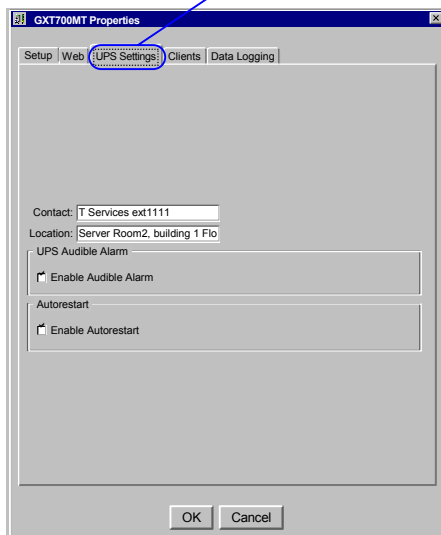 GXT700MT Properties
Setup Web UPS Settings Clients Data Logging
Contact: T Services ext1111
Location: Server Room2, building 1 Flo
UPS Audible Alarm
Enable Audible Alarm
Autorestart
Enable Autorestart
OK Cancel